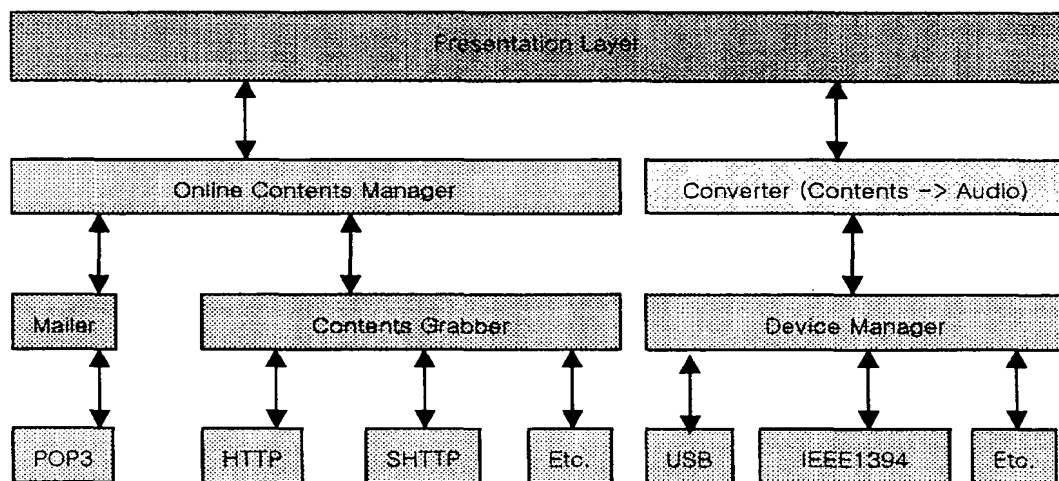 Presentation Layer
Online Contents Manager
Converter (Contents -> Audio)
Mailer
Contents Grabber
Device Manager
POP3
HTTP
SHTTP
Etc.
USB
IEEE1394
Etc.